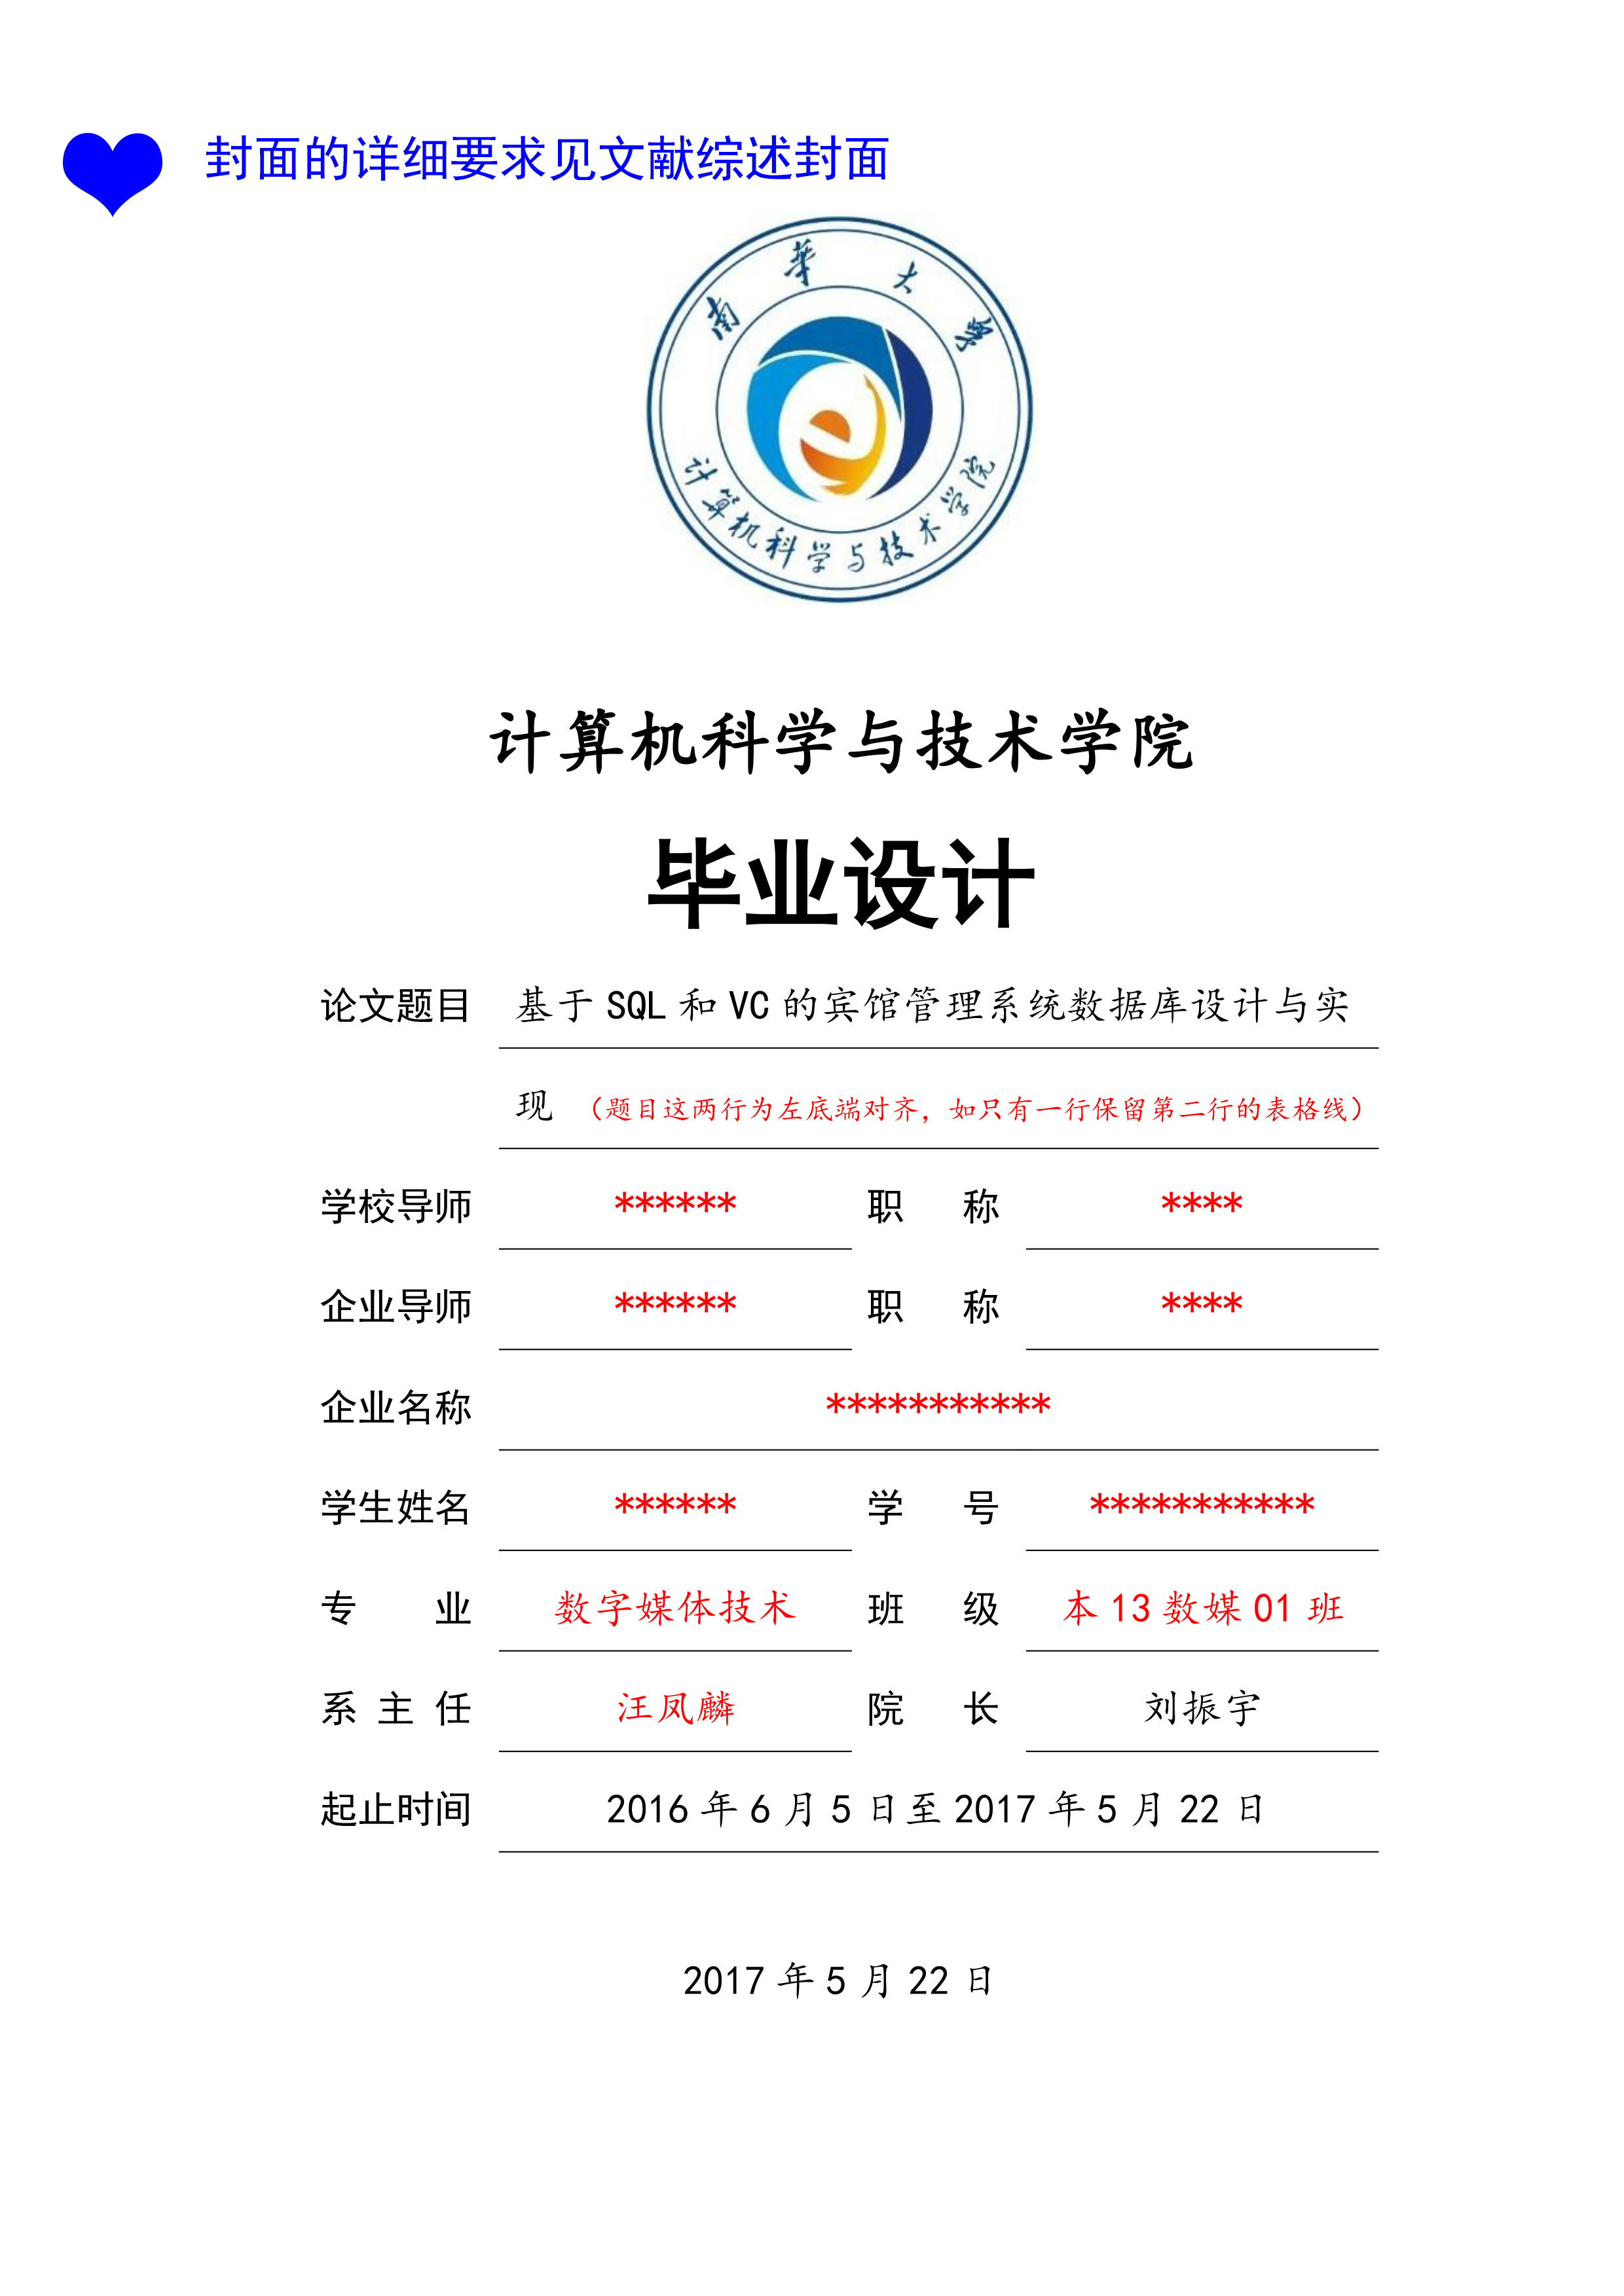 封面的详细要求见文献综述封面
南华大学
计算机科学与技术学院
计算机科学与技术学院
毕业设计
论文题目 基于 SQL 和 VC 的宾馆管理系统数据库设计与实
现 （题目这两行为左底端对齐，如只有一行保留第二行的表格线）
学校导师 ****** 职 称 ****
企业导师 ****** 职 称 ****
企业名称 ***********
学生姓名 ****** 学 号 ***********
专 业 数字媒体技术 班 级 本 13 数媒 01 班
系 主 任 汪凤麟 院 长 刘振宇
起止时间 2016 年 6 月 5 日至 2017 年 5 月 22 日
2017 年 5 月 22 日